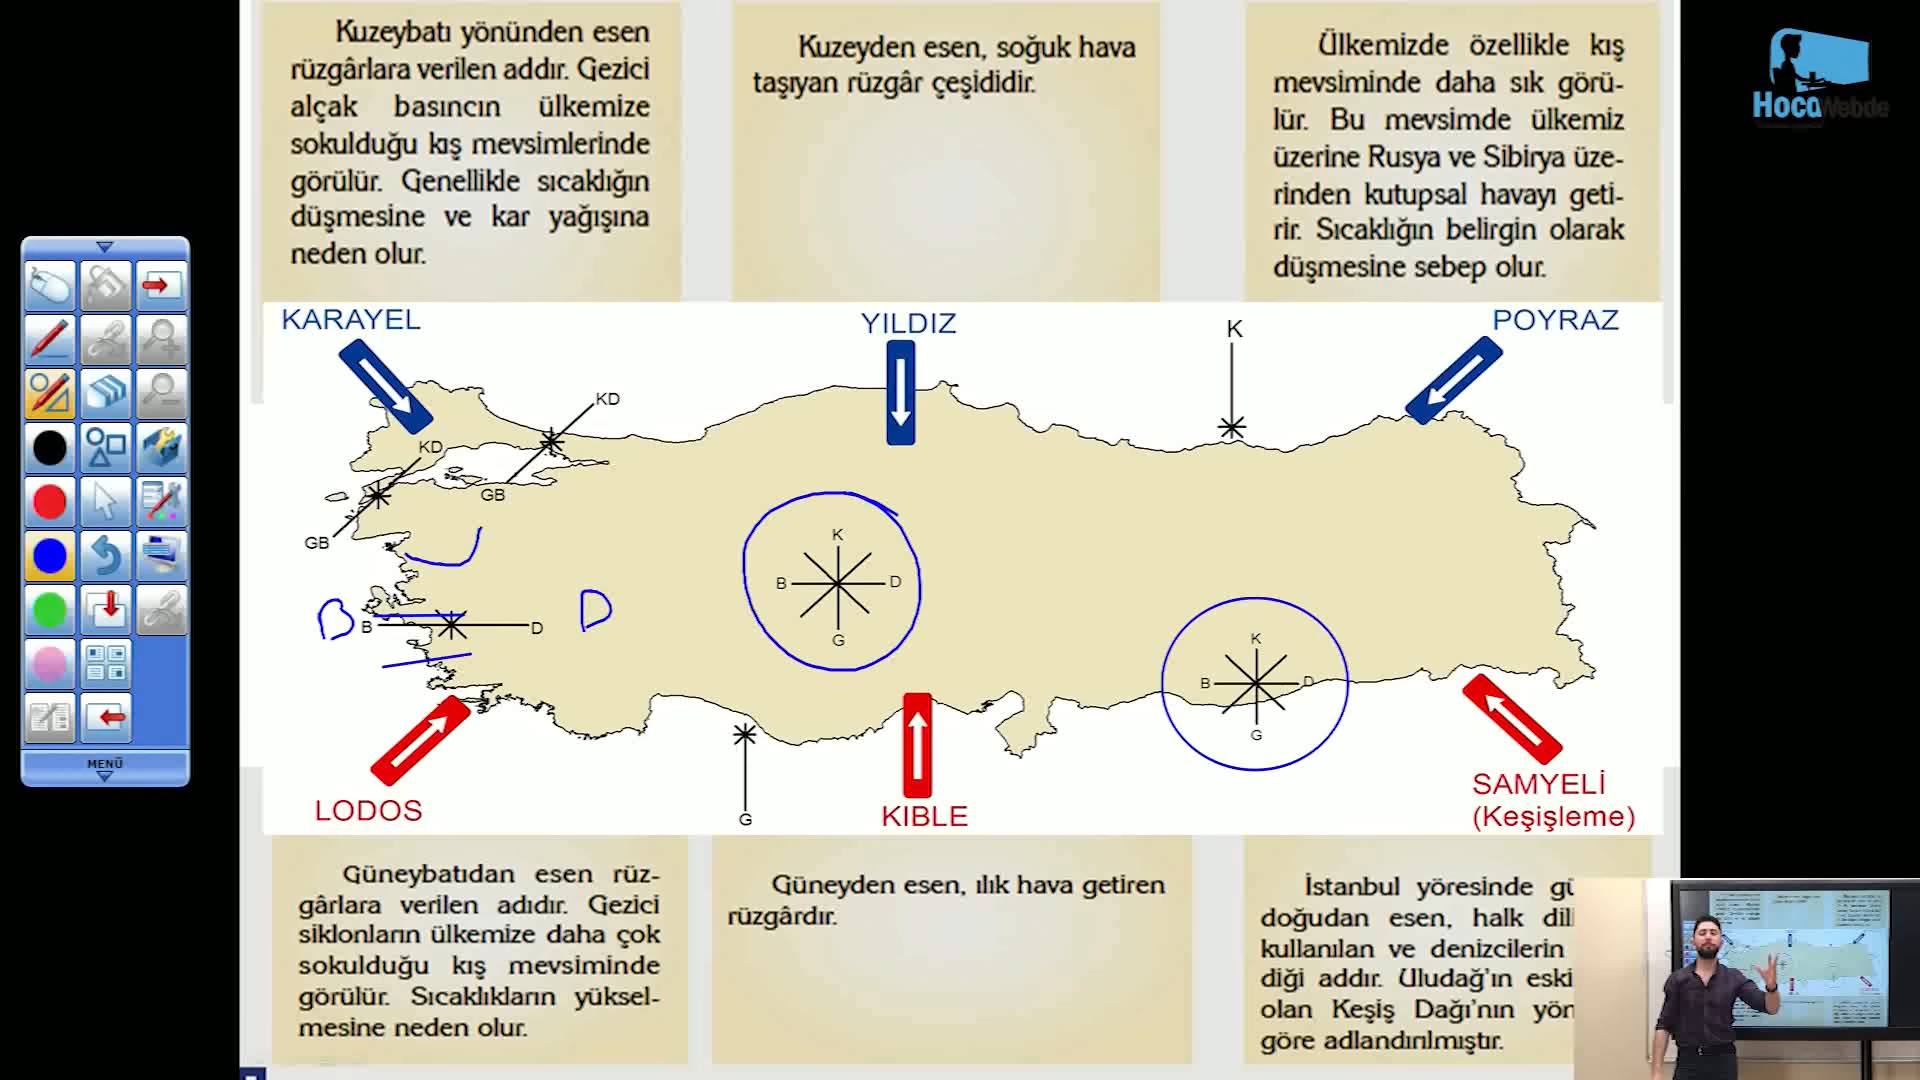 Kuzeybatı yönünden esen
rüzgârlara verilen addır. Gezici
alçak basıncın ülkemize
sokulduğu kış mevsimlerinde
görülür. Genellikle sıcaklığın
düşmesine ve kar yağışına
neden olur.
Kuzeyden esen, soğuk hava
taşıyan rüzgâr çeşididir.
Ülkemizde özellikle kış
mevsiminde daha sık görü-
lür. Bu mevsimde ülkemiz
üzerine Rusya ve Sibirya üze-
rinden kutupsal havayı geti-
rir. Sıcaklığın belirgin olarak
düşmesine sebep olur.
HocaWebde
KARAYEL
YILDIZ
K
POYRAZ
KD
KD
GB
GB
K
B
D
G
B
B
D
D
K
B
D
G
G
LODOS
KIBLE
SAMYELİ
(Keşişleme)
MENÜ
Güneybatıdan esen rüz-
gârlara verilen adıdır. Gezici
siklonların ülkemize daha çok
sokulduğu kış mevsiminde
görülür. Sıcaklıkların yüksel-
mesine neden olur.
Güneyden esen, ılık hava getiren
rüzgârdır.
İstanbul yöresinde gü
doğudan esen, halk dil
kullanılan ve denizcilerin
diği addır. Uludağ'ın eski
olan Keşiş Dağı'nın yön
göre adlandırılmıştır.